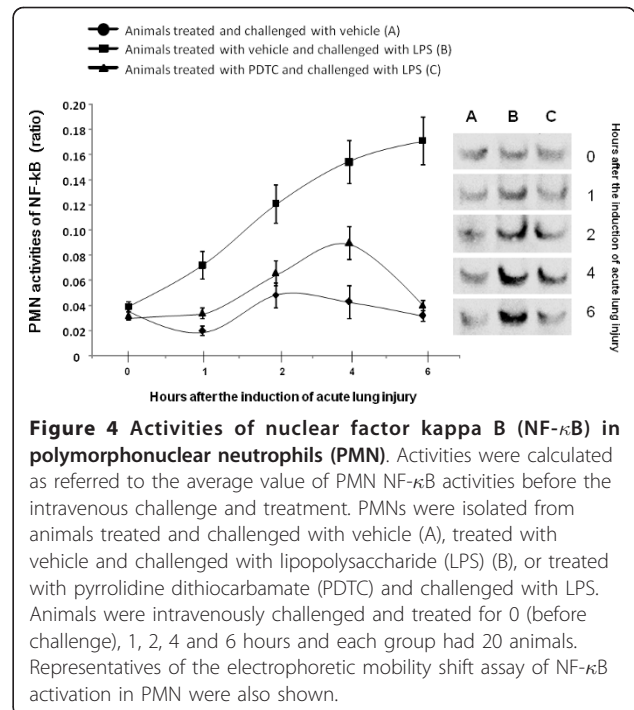 Animals treated and challenged with vehicle (A)
Animals treated with vehicle and challenged with LPS (B)
Animals treated with PDTC and challenged with LPS (C)
PMN activities of NF-kB (ratio)
0.20
0.18
0.16
0.14
0.12
0.10
0.08
0.06
0.04
0.02
0
0 1 2 4 6
Hours after the induction of acute lung injury
A B C
0
1
2
4
6
Hours after the induction of acute lung injury
Figure 4 Activities of nuclear factor kappa B (NF-κB) in
polymorphonuclear neutrophils (PMN). Activities were calculated
as referred to the average value of PMN NF-κB activities before the
intravenous challenge and treatment. PMNs were isolated from
animals treated and challenged with vehicle (A), treated with
vehicle and challenged with lipopolysaccharide (LPS) (B), or treated
with pyrrolidine dithiocarbamate (PDTC) and challenged with LPS.
Animals were intravenously challenged and treated for 0 (before
challenge), 1, 2, 4 and 6 hours and each group had 20 animals.
Representatives of the electrophoretic mobility shift assay of NF-κB
activation in PMN were also shown.